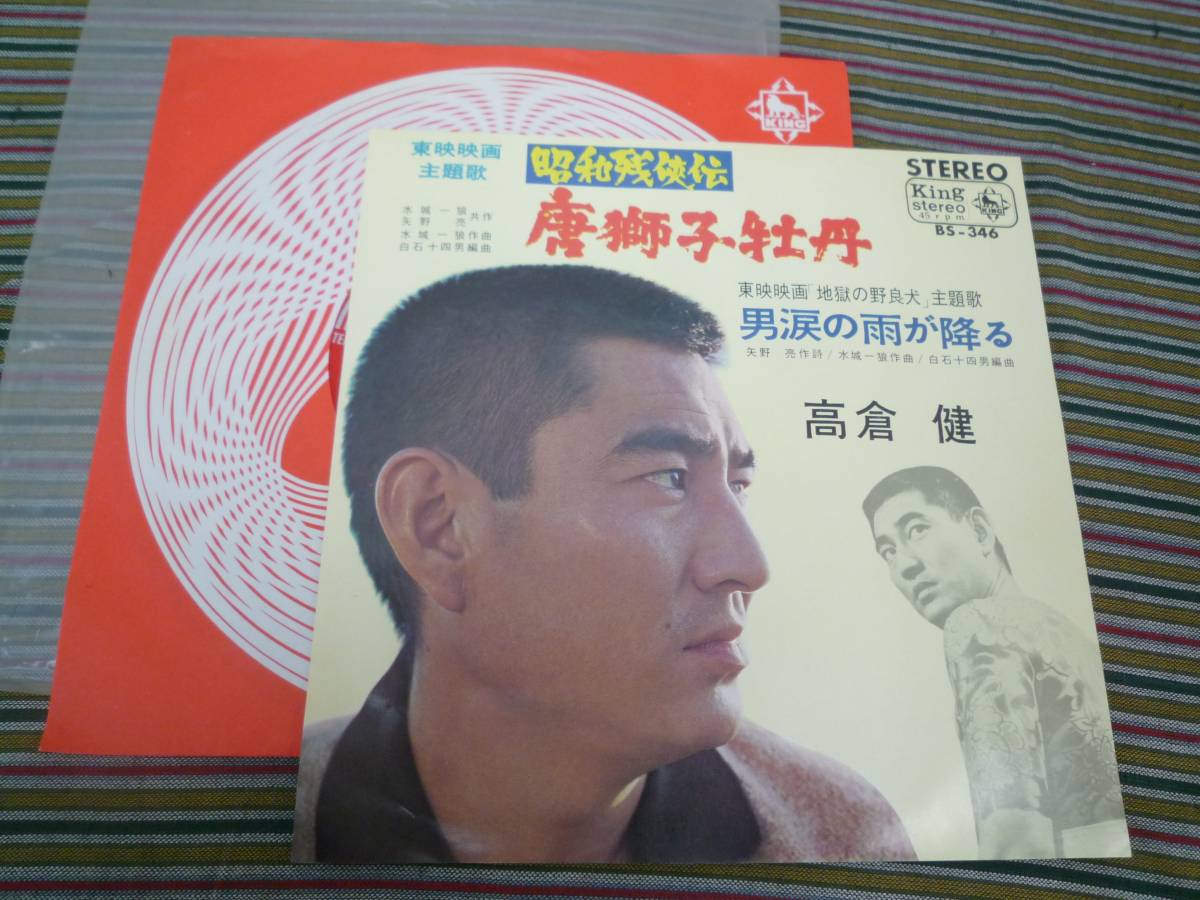 KING
東映映画
主題歌
昭和残侠伝
唐獅子牡丹
水城一狼
矢野 亮 共作
水城一狼作曲
白石十四男編曲
STEREO
King
stereo
45 rpm
KING
BS-346
東映映画「地獄の野良犬」主題歌
男涙の雨が降る
矢野 亮作詩/水城一狼作曲/白石十四男編曲
高倉 健
TE